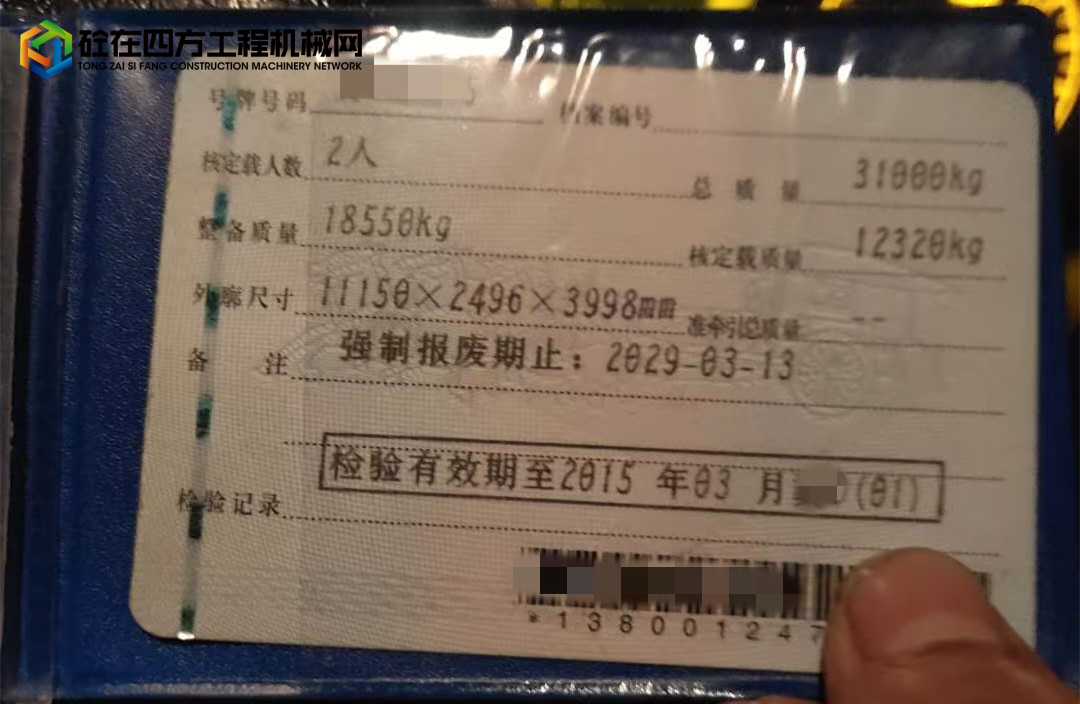 砼在四方工程机械网
TONG ZAI SI FANG CONSTRUCTION MACHINERY NETWORK
号牌号码 档案编号
核定载人数 2人 总质量 31000kg
整备质量 18550kg 核定载质量 12320kg
外廓尺寸 11150×2496×3998mm 准牵引总质量 --
备注 强制报废期止：2029-03-13
检验有效期至2015 年03 月 (01)
检验记录
*138001247